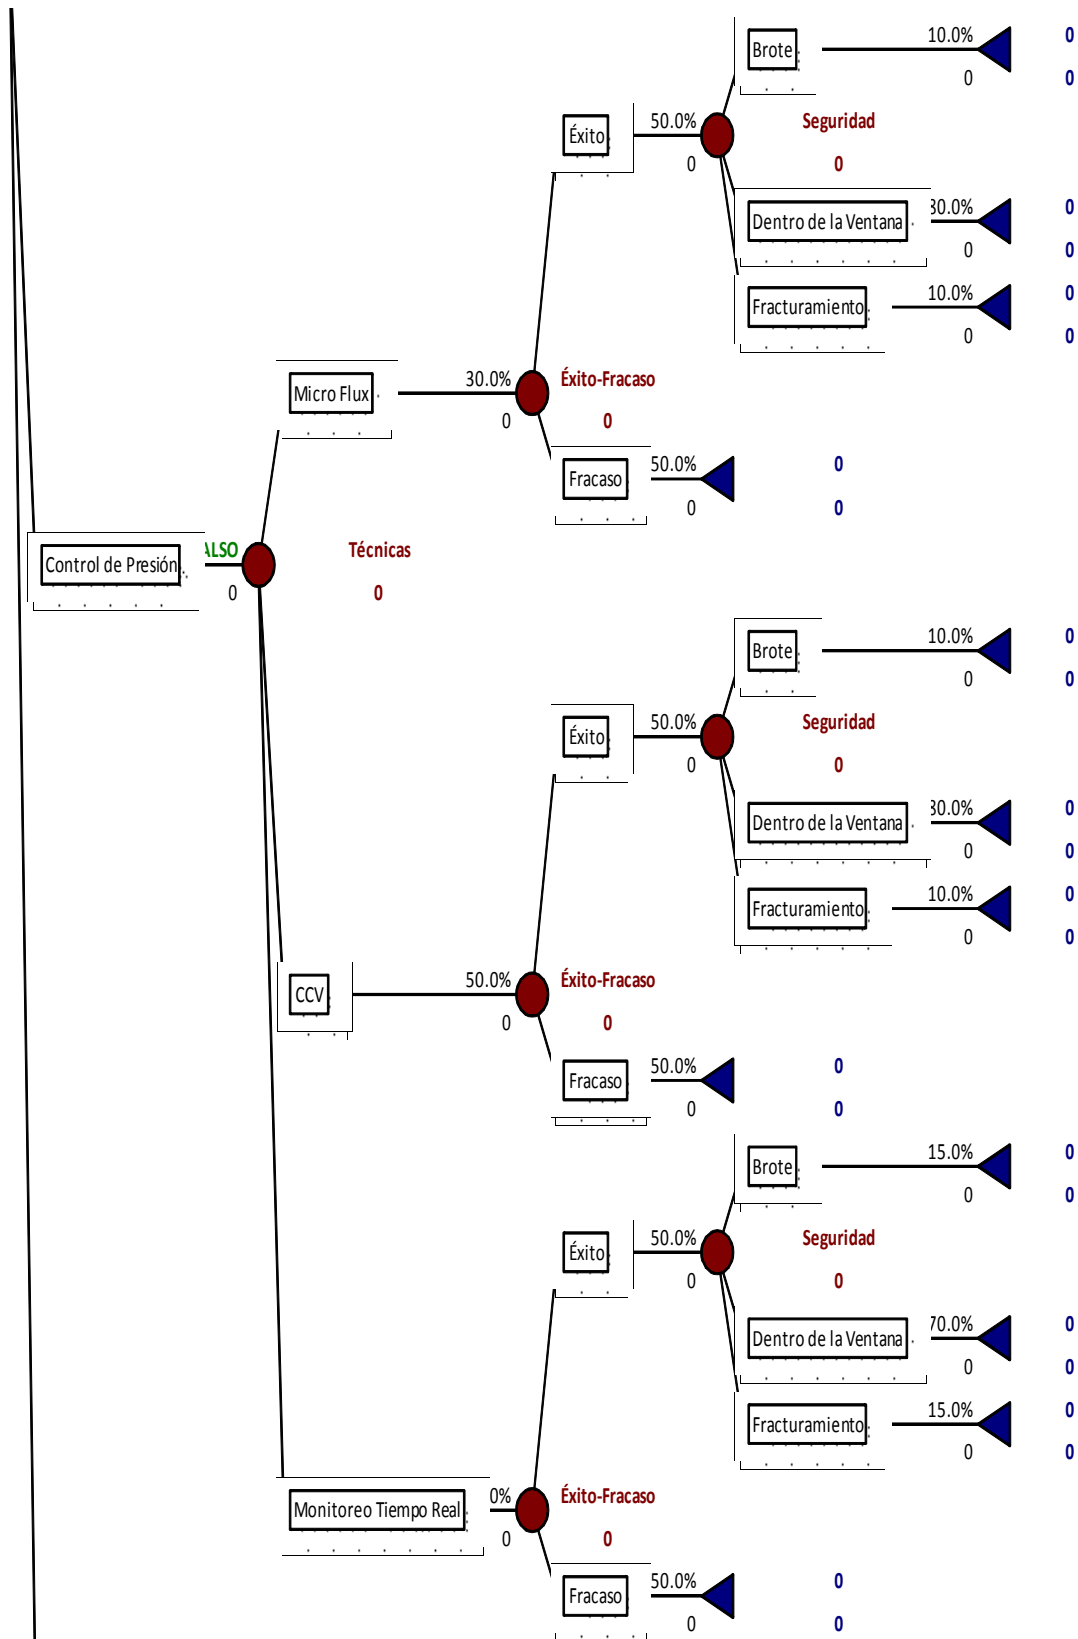 Brote
10.0%
0
0
0
Éxito
50.0%
Seguridad
0
0
Dentro de la Ventana
80.0%
0
0
0
Fracturamiento
10.0%
0
0
0
Micro Flux
30.0%
Éxito-Fracaso
0
0
Fracaso
50.0%
0
0
0
Control de Presión
ALSO
Técnicas
0
0
Brote
10.0%
0
0
0
Éxito
50.0%
Seguridad
0
0
Dentro de la Ventana
80.0%
0
0
0
Fracturamiento
10.0%
0
0
0
CCV
50.0%
Éxito-Fracaso
0
0
Fracaso
50.0%
0
0
0
Brote
15.0%
0
0
0
Éxito
50.0%
Seguridad
0
0
Dentro de la Ventana
70.0%
0
0
0
Fracturamiento
15.0%
0
0
0
Monitoreo Tiempo Real
0%
Éxito-Fracaso
0
0
Fracaso
50.0%
0
0
0